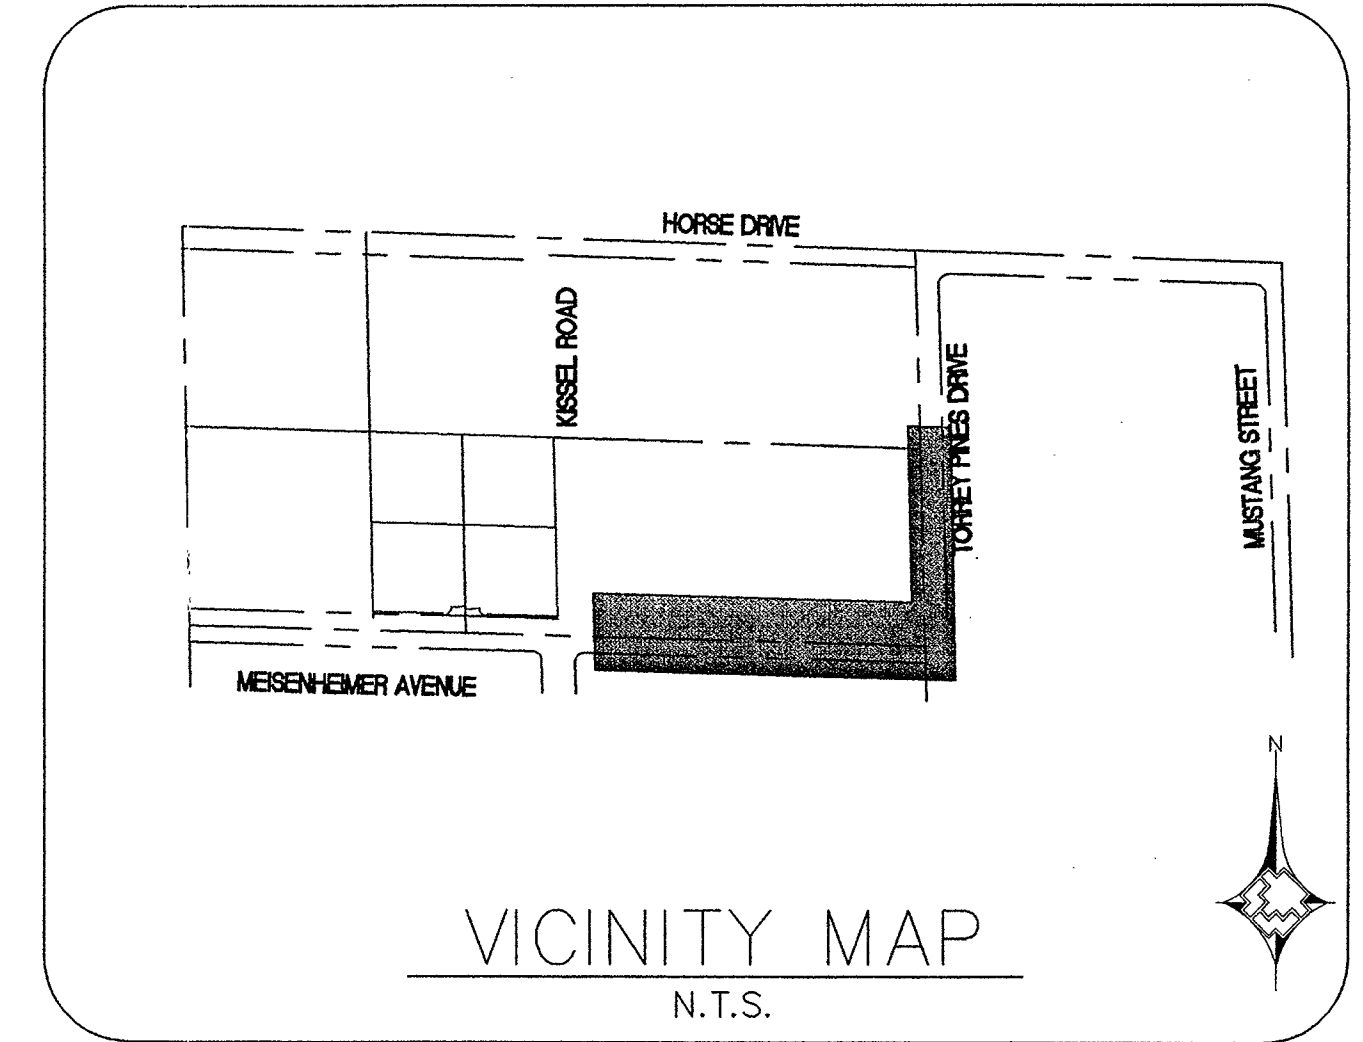 HORSE DRIVE
KISSEL ROAD
TORREY PINES DRIVE
MUSTANG STREET
MEISENHEIMER AVENUE
N
VICINITY MAP
N.T.S.